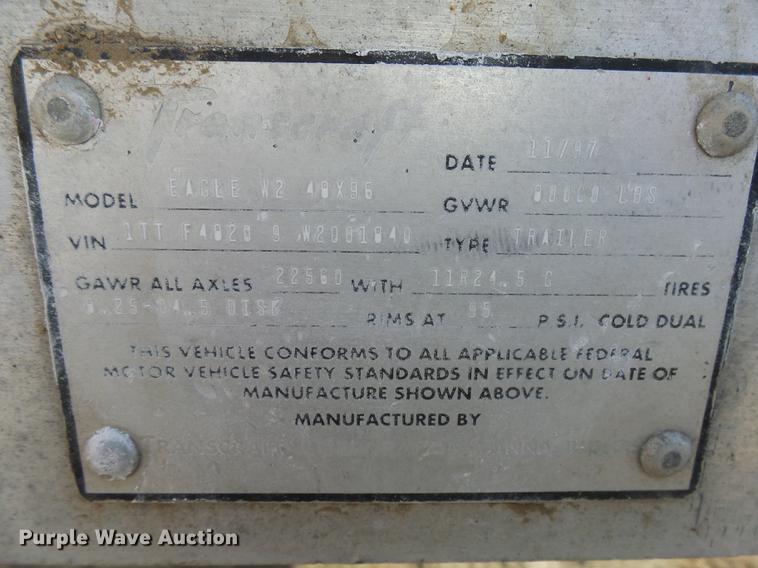 Transcraft
DATE 11/97
MODEL EAGLE W2 48X96
GVWR LBS
VIN 1TT F4820 9 W2081840
TYPE TRAILER
GAWR ALL AXLES 22560 WITH 11R24.5 G TIRES
8.25-24.5 DISC RIMS AT 95 P.S.I. COLD DUAL
THIS VEHICLE CONFORMS TO ALL APPLICABLE FEDERAL
MOTOR VEHICLE SAFETY STANDARDS IN EFFECT ON DATE OF
MANUFACTURE SHOWN ABOVE.
MANUFACTURED BY
Purple Wave Auction